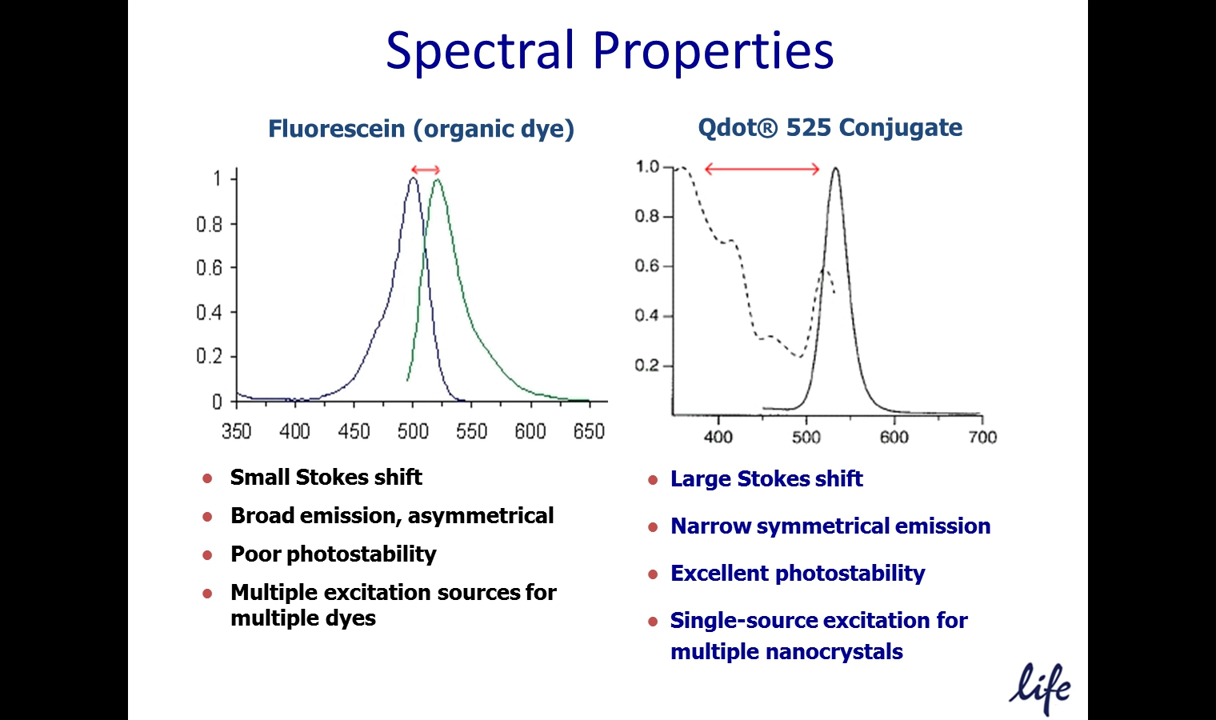 Spectral Properties
Fluorescein (organic dye)
1
0.8
0.6
0.4
0.2
0
350 400 450 500 550 600 650
• Small Stokes shift
• Broad emission, asymmetrical
• Poor photostability
• Multiple excitation sources for
multiple dyes
Qdot® 525 Conjugate
1.0
0.8
0.6
0.4
0.2
400 500 600 700
• Large Stokes shift
• Narrow symmetrical emission
• Excellent photostability
• Single-source excitation for
multiple nanocrystals
life